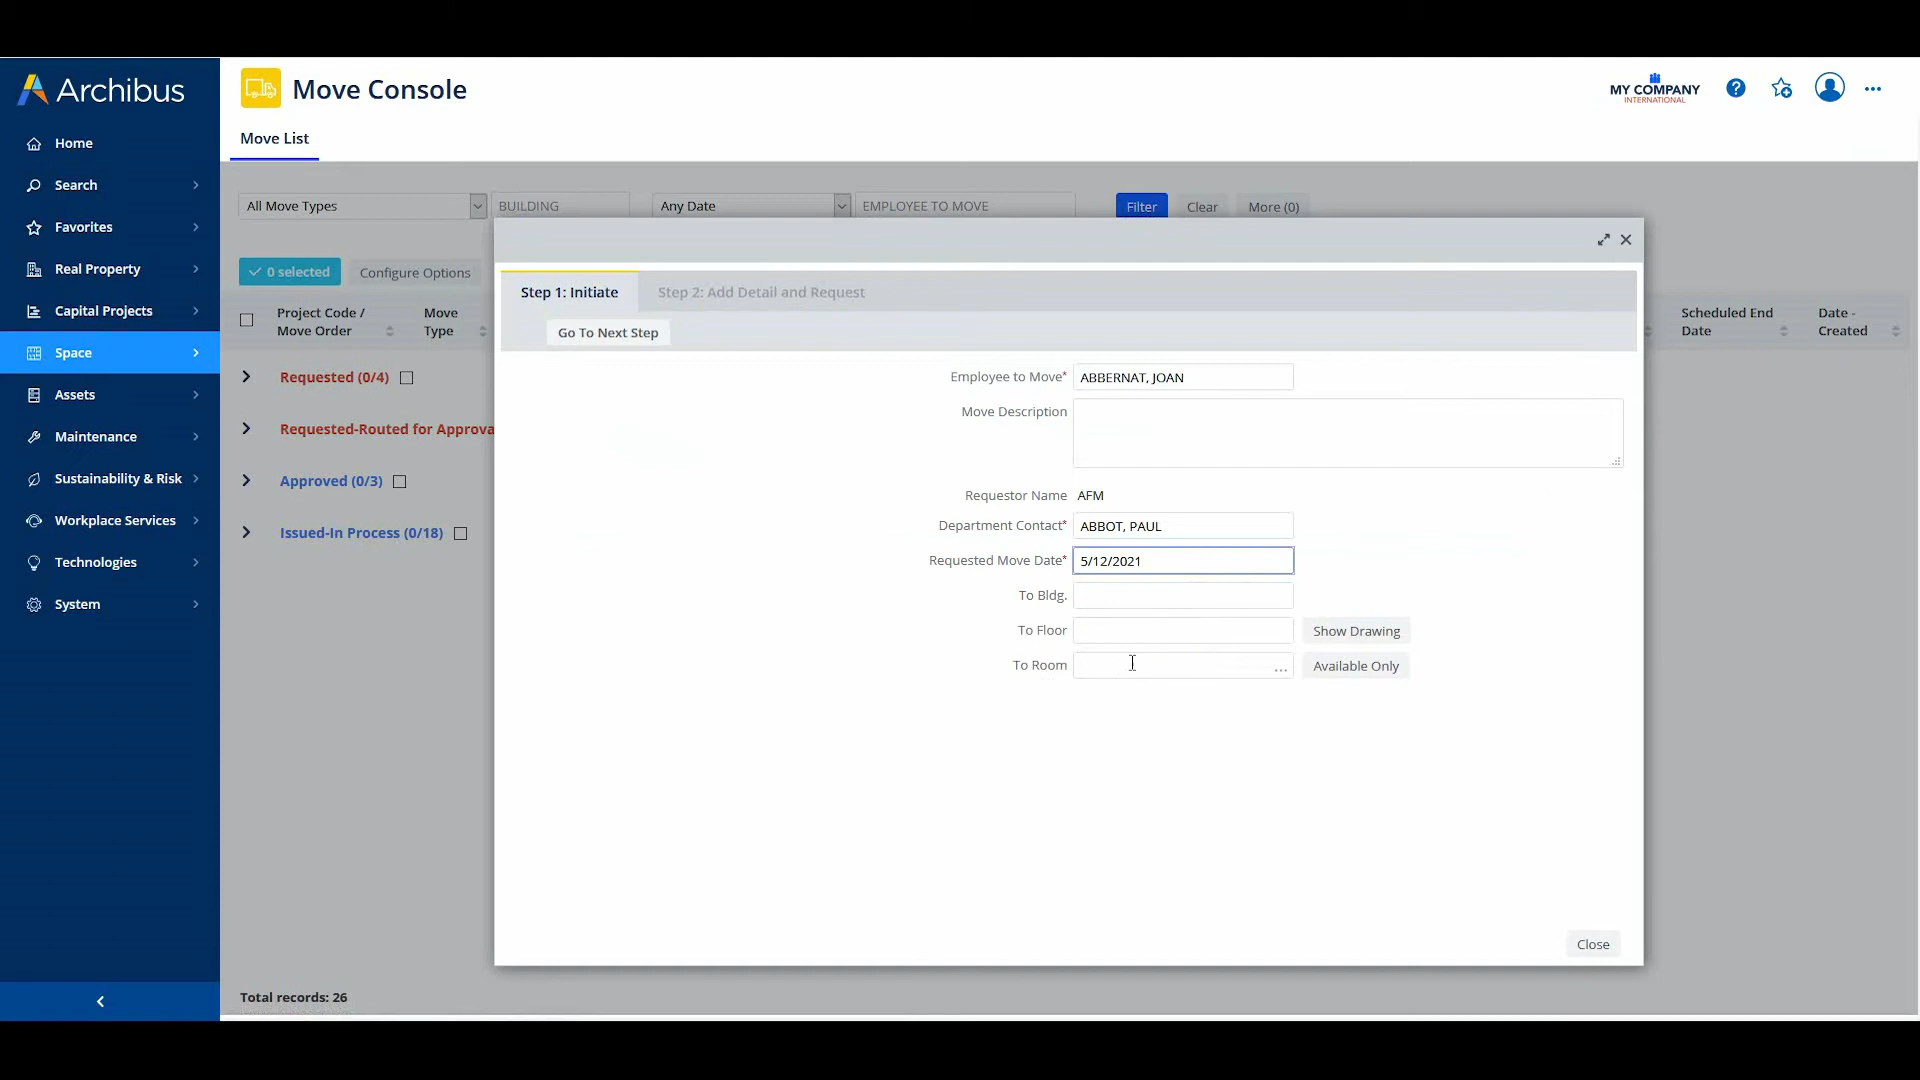 Archibus
Home
Search
Favorites
Real Property
Capital Projects
Space
Assets
Maintenance
Sustainability & Risk
Workplace Services
Technologies
System
Move Console
MY COMPANY
INTERNATIONAL
?
...
Move List
All Move Types
BUILDING
Any Date
EMPLOYEE TO MOVE
Filter
Clear
More (0)
0 selected
Configure Options
Project Code /
Move Order
Move
Type
Scheduled End
Date
Date -
Created
Requested (0/4)
Requested-Routed for Approva
Approved (0/3)
Issued-In Process (0/18)
Total records: 26
Step 1: Initiate
Step 2: Add Detail and Request
Go To Next Step
Employee to Move* ABBERNAT, JOAN
Move Description
Requestor Name AFM
Department Contact* ABBOT, PAUL
Requested Move Date* 5/12/2021
To Bldg.
To Floor
Show Drawing
To Room ...
Available Only
Close